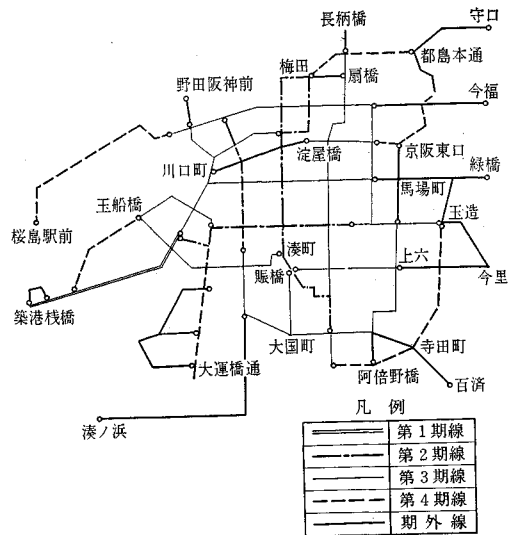 守口
長柄橋
都島本通
梅田
扇橋
野田阪神前
今福
淀屋橋
京阪東口
川口町
緑橋
馬場町
玉船橋
玉造
桜島駅前
湊町
上六
賑橋
今里
築港桟橋
大国町
寺田町
大運橋通
阿倍野橋
百済
湊ノ浜
凡例
第1期線
第2期線
第3期線
第4期線
期外線